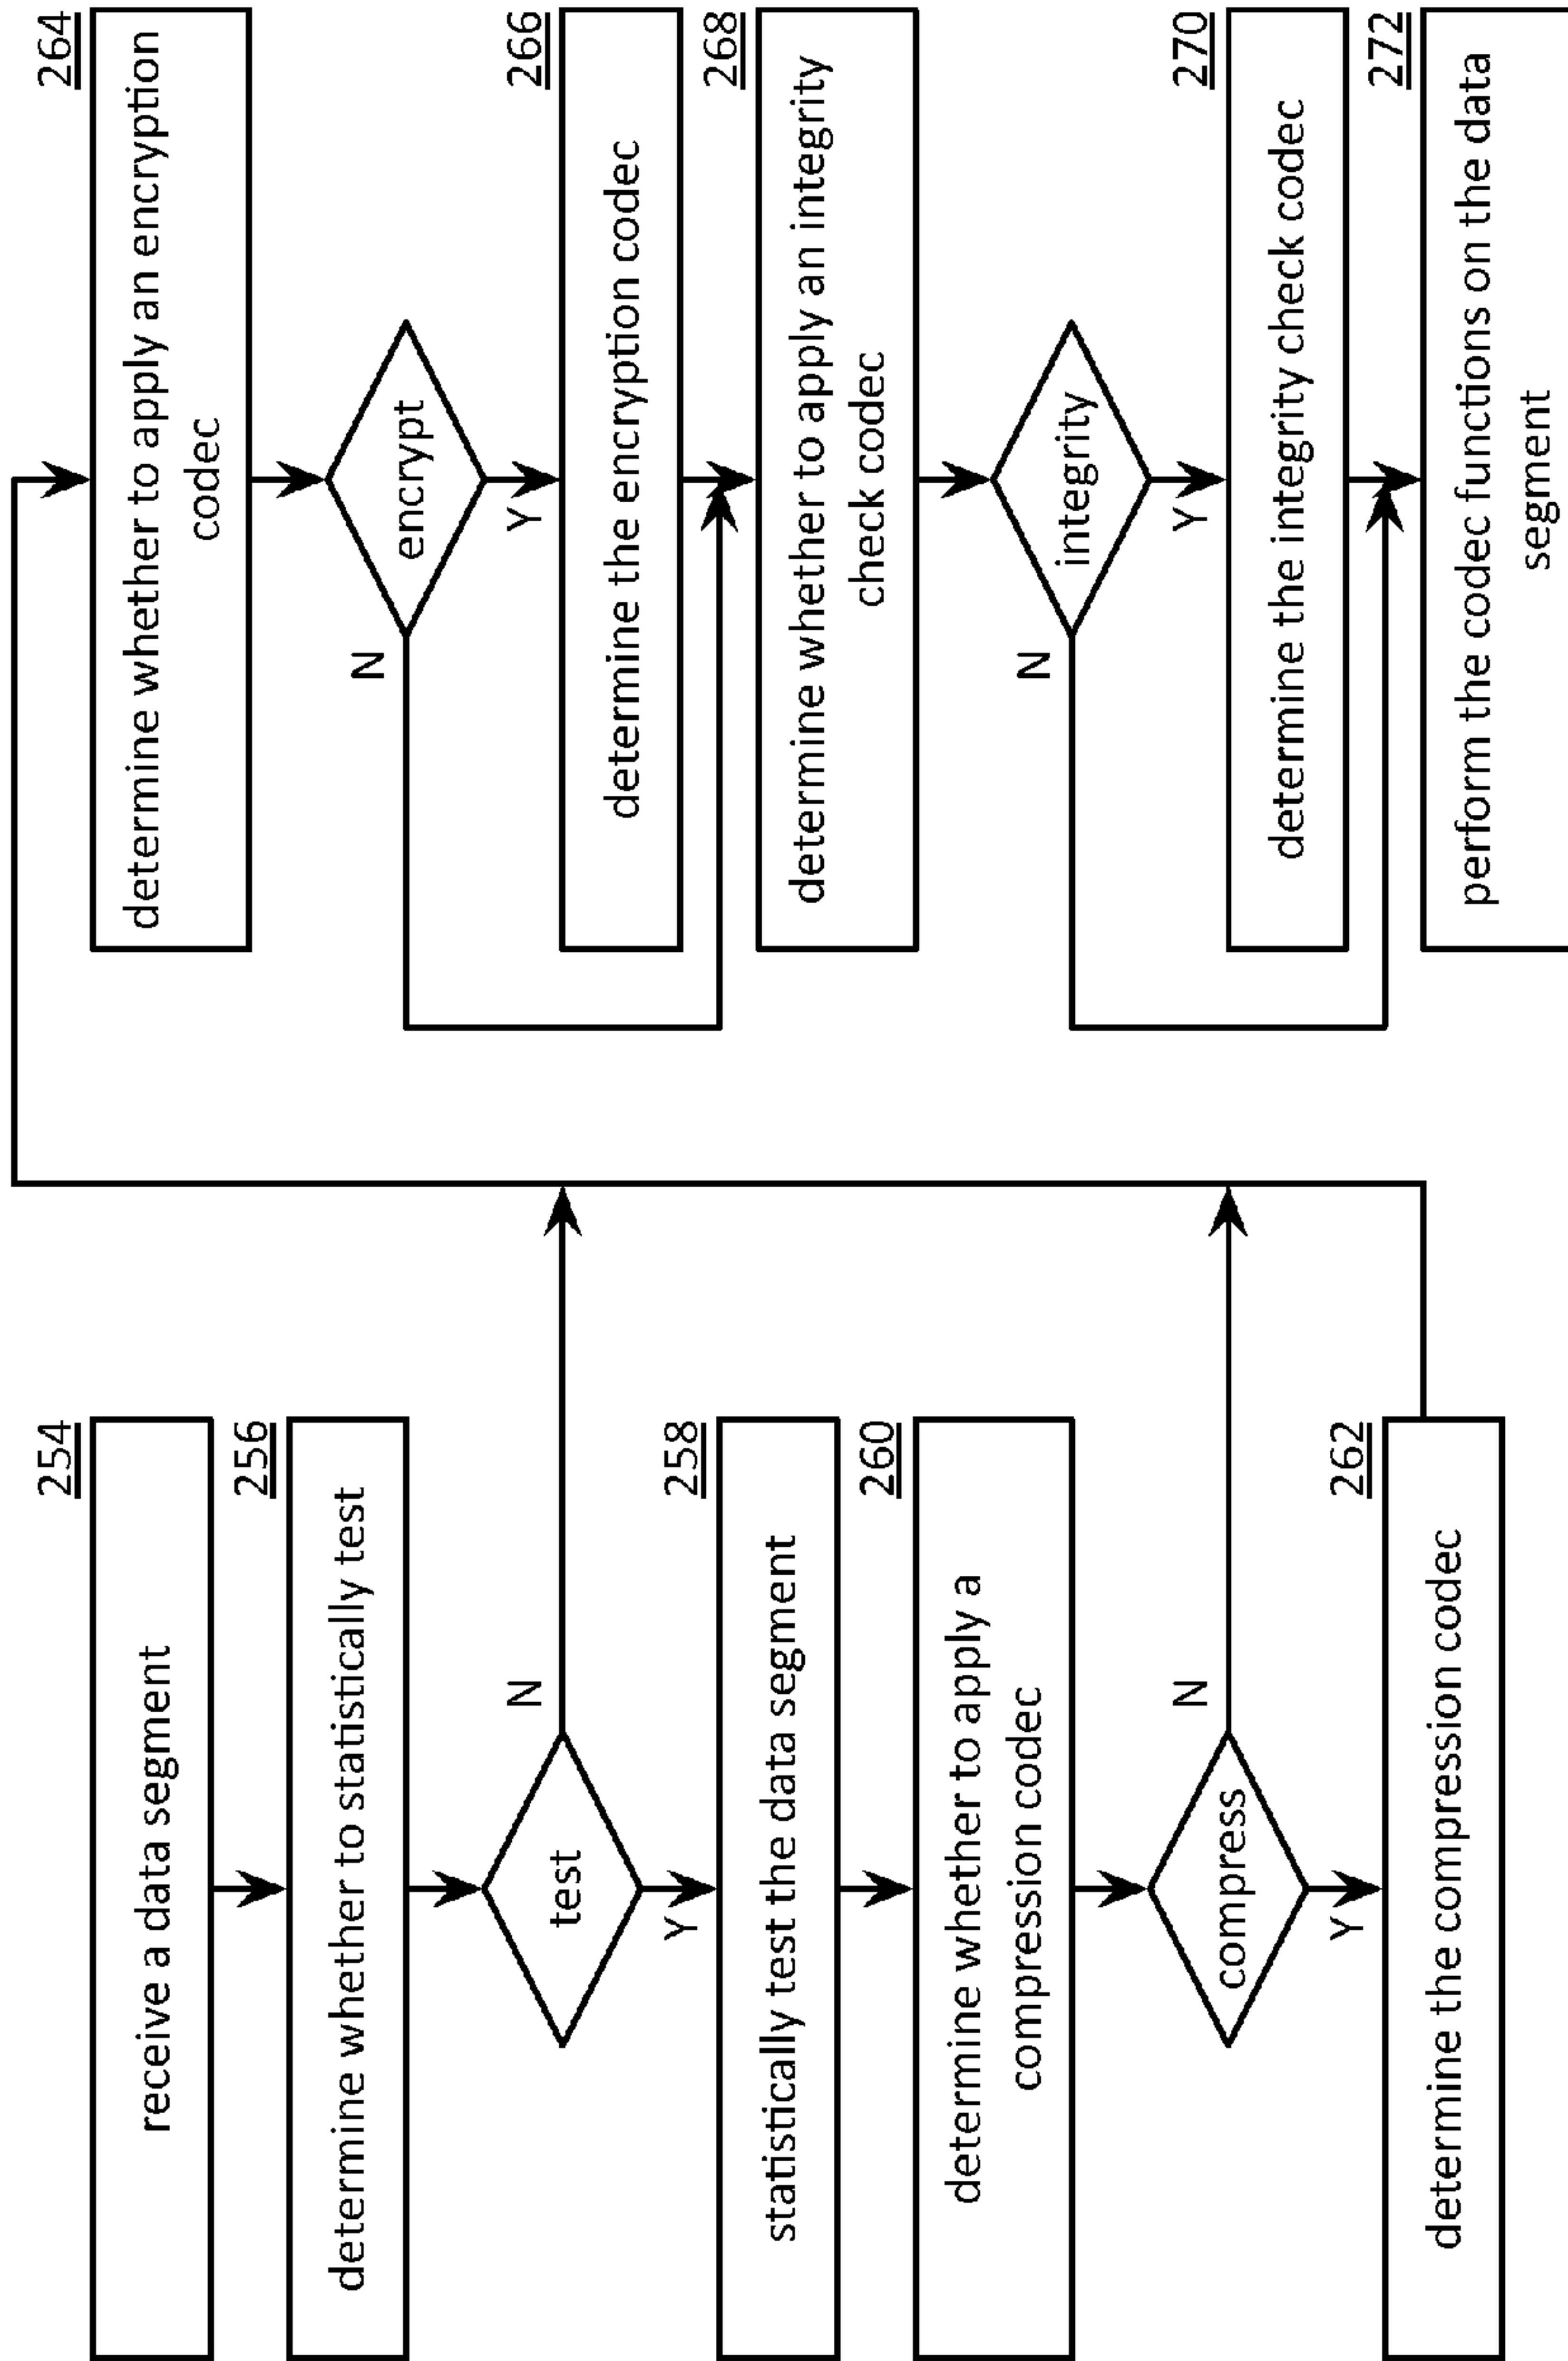 254
receive a data segment
256
determine whether to statistically test
test
N
Y
258
statistically test the data segment
260
determine whether to apply a
compression codec
compress
N
Y
262
determine the compression codec
264
determine whether to apply an encryption
codec
encrypt
N
Y
266
determine the encryption codec
268
determine whether to apply an integrity
check codec
integrity
N
Y
270
determine the integrity check codec
272
perform the codec functions on the data
segment